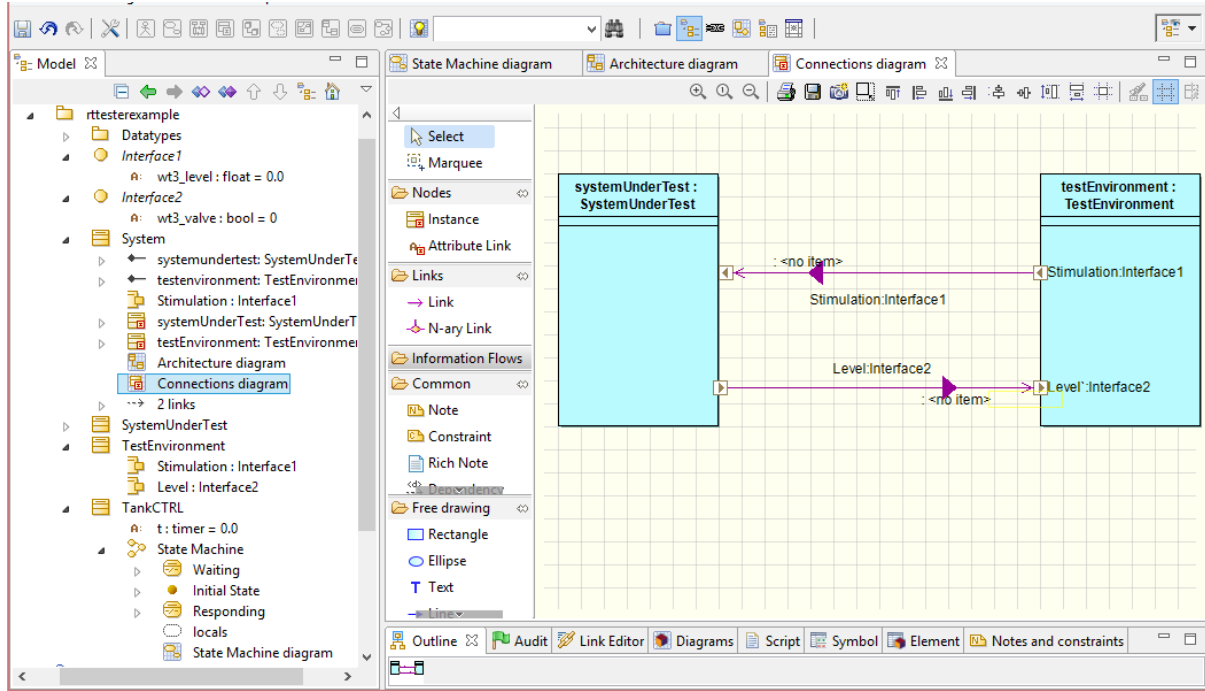 Model
State Machine diagram
Architecture diagram
Connections diagram
rttesterexample
Datatypes
Interface1
wt3_level : float = 0.0
Interface2
wt3_valve : bool = 0
System
systemundertest: SystemUnderTe
testenvironment: TestEnvironme
Stimulation : Interface1
systemUnderTest: SystemUnderT
testEnvironment: TestEnvironme
Architecture diagram
Connections diagram
2 links
SystemUnderTest
TestEnvironment
Stimulation : Interface1
Level : Interface2
TankCTRL
t : timer = 0.0
State Machine
Waiting
Initial State
Responding
locals
State Machine diagram
Select
Marquee
Nodes
Instance
Attribute Link
Links
Link
N-ary Link
Information Flows
Common
Note
Constraint
Rich Note
Dependency
Free drawing
Rectangle
Ellipse
Text
Line
systemUnderTest :
SystemUnderTest
testEnvironment :
TestEnvironment
: <no item>
Stimulation:Interface1
Stimulation:Interface1
Level:Interface2
Level`:Interface2
: <no item>
Outline
Audit
Link Editor
Diagrams
Script
Symbol
Element
Notes and constraints